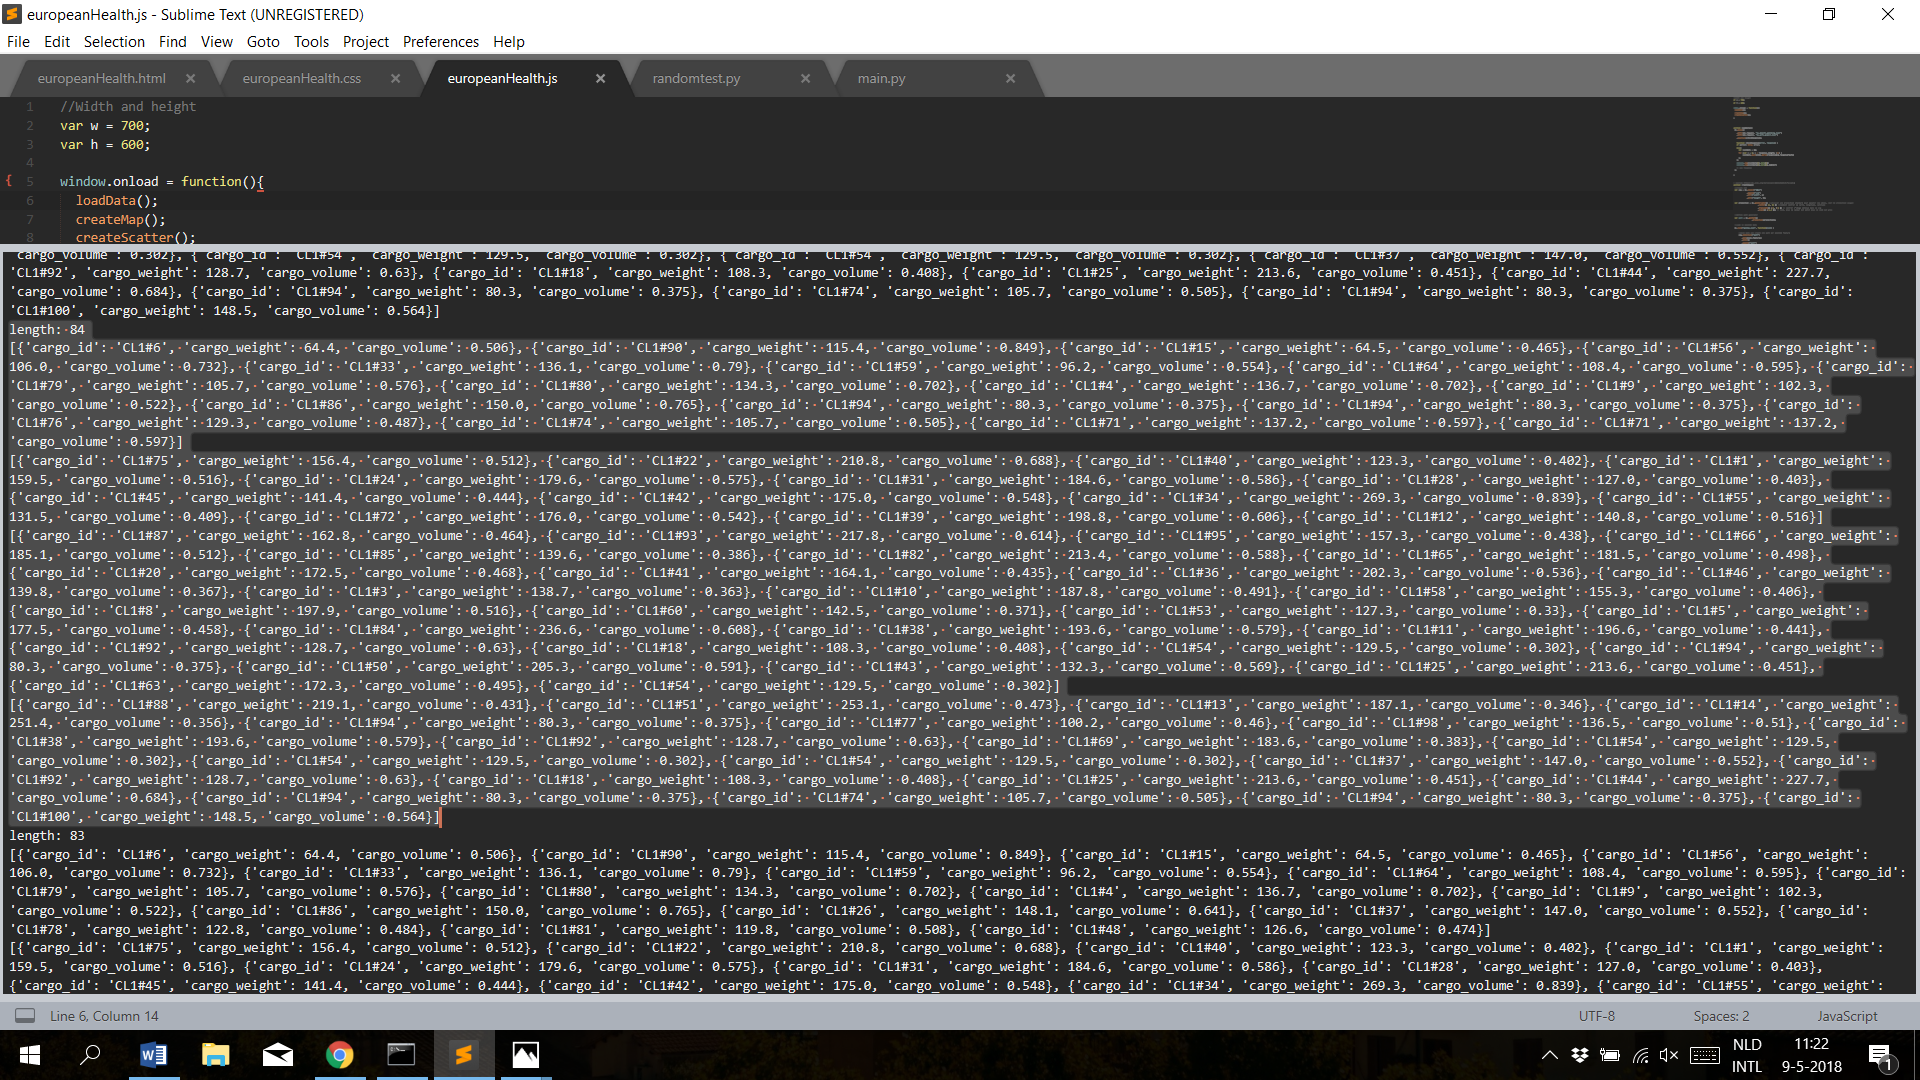 europeanHealth.js - Sublime Text (UNREGISTERED)
File Edit Selection Find View Goto Tools Project Preferences Help
europeanHealth.html × europeanHealth.css × europeanHealth.js × randomtest.py × main.py ×
1 //Width and height
2 var w = 700;
3 var h = 600;
4
{ 5 window.onload = function(){
6 loadData();
7 createMap();
8 createScatter();
cargo_volume': 0.302}, {'cargo_id': 'CL1#54', 'cargo_weight': 129.5, 'cargo_volume': 0.302}, {'cargo_id': 'CL1#54', 'cargo_weight': 129.5, 'cargo_volume': 0.302}, {'cargo_id': 'CL1#37', 'cargo_weight': 147.0, 'cargo_volume': 0.552}, {'cargo_id':
'CL1#92', 'cargo_weight': 128.7, 'cargo_volume': 0.63}, {'cargo_id': 'CL1#18', 'cargo_weight': 108.3, 'cargo_volume': 0.408}, {'cargo_id': 'CL1#25', 'cargo_weight': 213.6, 'cargo_volume': 0.451}, {'cargo_id': 'CL1#44', 'cargo_weight': 227.7,
'cargo_volume': 0.684}, {'cargo_id': 'CL1#94', 'cargo_weight': 80.3, 'cargo_volume': 0.375}, {'cargo_id': 'CL1#74', 'cargo_weight': 105.7, 'cargo_volume': 0.505}, {'cargo_id': 'CL1#94', 'cargo_weight': 80.3, 'cargo_volume': 0.375}, {'cargo_id':
'CL1#100', 'cargo_weight': 148.5, 'cargo_volume': 0.564}]
length: 84
[{'cargo_id': 'CL1#6', 'cargo_weight': 64.4, 'cargo_volume': 0.506}, {'cargo_id': 'CL1#90', 'cargo_weight': 115.4, 'cargo_volume': 0.849}, {'cargo_id': 'CL1#15', 'cargo_weight': 64.5, 'cargo_volume': 0.465}, {'cargo_id': 'CL1#56', 'cargo_weight':
106.0, 'cargo_volume': 0.732}, {'cargo_id': 'CL1#33', 'cargo_weight': 136.1, 'cargo_volume': 0.79}, {'cargo_id': 'CL1#59', 'cargo_weight': 96.2, 'cargo_volume': 0.554}, {'cargo_id': 'CL1#64', 'cargo_weight': 108.4, 'cargo_volume': 0.595}, {'cargo_id':
'CL1#79', 'cargo_weight': 105.7, 'cargo_volume': 0.576}, {'cargo_id': 'CL1#80', 'cargo_weight': 134.3, 'cargo_volume': 0.702}, {'cargo_id': 'CL1#4', 'cargo_weight': 136.7, 'cargo_volume': 0.702}, {'cargo_id': 'CL1#9', 'cargo_weight': 102.3,
'cargo_volume': 0.522}, {'cargo_id': 'CL1#86', 'cargo_weight': 150.0, 'cargo_volume': 0.765}, {'cargo_id': 'CL1#94', 'cargo_weight': 80.3, 'cargo_volume': 0.375}, {'cargo_id': 'CL1#94', 'cargo_weight': 80.3, 'cargo_volume': 0.375}, {'cargo_id':
'CL1#76', 'cargo_weight': 129.3, 'cargo_volume': 0.487}, {'cargo_id': 'CL1#74', 'cargo_weight': 105.7, 'cargo_volume': 0.505}, {'cargo_id': 'CL1#71', 'cargo_weight': 137.2, 'cargo_volume': 0.597}, {'cargo_id': 'CL1#71', 'cargo_weight': 137.2,
'cargo_volume': 0.597}]
[{'cargo_id': 'CL1#75', 'cargo_weight': 156.4, 'cargo_volume': 0.512}, {'cargo_id': 'CL1#22', 'cargo_weight': 210.8, 'cargo_volume': 0.688}, {'cargo_id': 'CL1#40', 'cargo_weight': 123.3, 'cargo_volume': 0.402}, {'cargo_id': 'CL1#1', 'cargo_weight':
159.5, 'cargo_volume': 0.516}, {'cargo_id': 'CL1#24', 'cargo_weight': 179.6, 'cargo_volume': 0.575}, {'cargo_id': 'CL1#31', 'cargo_weight': 184.6, 'cargo_volume': 0.586}, {'cargo_id': 'CL1#28', 'cargo_weight': 127.0, 'cargo_volume': 0.403},
{'cargo_id': 'CL1#45', 'cargo_weight': 141.4, 'cargo_volume': 0.444}, {'cargo_id': 'CL1#42', 'cargo_weight': 175.0, 'cargo_volume': 0.548}, {'cargo_id': 'CL1#34', 'cargo_weight': 269.3, 'cargo_volume': 0.839}, {'cargo_id': 'CL1#55', 'cargo_weight':
131.5, 'cargo_volume': 0.409}, {'cargo_id': 'CL1#72', 'cargo_weight': 176.0, 'cargo_volume': 0.542}, {'cargo_id': 'CL1#39', 'cargo_weight': 198.8, 'cargo_volume': 0.606}, {'cargo_id': 'CL1#12', 'cargo_weight': 140.8, 'cargo_volume': 0.516}]
[{'cargo_id': 'CL1#87', 'cargo_weight': 162.8, 'cargo_volume': 0.464}, {'cargo_id': 'CL1#93', 'cargo_weight': 217.8, 'cargo_volume': 0.614}, {'cargo_id': 'CL1#95', 'cargo_weight': 157.3, 'cargo_volume': 0.438}, {'cargo_id': 'CL1#66', 'cargo_weight':
185.1, 'cargo_volume': 0.512}, {'cargo_id': 'CL1#85', 'cargo_weight': 139.6, 'cargo_volume': 0.386}, {'cargo_id': 'CL1#82', 'cargo_weight': 213.4, 'cargo_volume': 0.588}, {'cargo_id': 'CL1#65', 'cargo_weight': 181.5, 'cargo_volume': 0.498},
{'cargo_id': 'CL1#20', 'cargo_weight': 172.5, 'cargo_volume': 0.468}, {'cargo_id': 'CL1#41', 'cargo_weight': 164.1, 'cargo_volume': 0.435}, {'cargo_id': 'CL1#36', 'cargo_weight': 202.3, 'cargo_volume': 0.536}, {'cargo_id': 'CL1#46', 'cargo_weight':
139.8, 'cargo_volume': 0.367}, {'cargo_id': 'CL1#3', 'cargo_weight': 138.7, 'cargo_volume': 0.363}, {'cargo_id': 'CL1#10', 'cargo_weight': 187.8, 'cargo_volume': 0.491}, {'cargo_id': 'CL1#58', 'cargo_weight': 155.3, 'cargo_volume': 0.406},
{'cargo_id': 'CL1#8', 'cargo_weight': 197.9, 'cargo_volume': 0.516}, {'cargo_id': 'CL1#60', 'cargo_weight': 142.5, 'cargo_volume': 0.371}, {'cargo_id': 'CL1#53', 'cargo_weight': 127.3, 'cargo_volume': 0.33}, {'cargo_id': 'CL1#5', 'cargo_weight':
177.5, 'cargo_volume': 0.458}, {'cargo_id': 'CL1#84', 'cargo_weight': 236.6, 'cargo_volume': 0.608}, {'cargo_id': 'CL1#38', 'cargo_weight': 193.6, 'cargo_volume': 0.579}, {'cargo_id': 'CL1#11', 'cargo_weight': 196.6, 'cargo_volume': 0.441},
{'cargo_id': 'CL1#92', 'cargo_weight': 128.7, 'cargo_volume': 0.63}, {'cargo_id': 'CL1#18', 'cargo_weight': 108.3, 'cargo_volume': 0.408}, {'cargo_id': 'CL1#54', 'cargo_weight': 129.5, 'cargo_volume': 0.302}, {'cargo_id': 'CL1#94', 'cargo_weight':
80.3, 'cargo_volume': 0.375}, {'cargo_id': 'CL1#50', 'cargo_weight': 205.3, 'cargo_volume': 0.591}, {'cargo_id': 'CL1#43', 'cargo_weight': 132.3, 'cargo_volume': 0.569}, {'cargo_id': 'CL1#25', 'cargo_weight': 213.6, 'cargo_volume': 0.451},
{'cargo_id': 'CL1#63', 'cargo_weight': 172.3, 'cargo_volume': 0.495}, {'cargo_id': 'CL1#54', 'cargo_weight': 129.5, 'cargo_volume': 0.302}]
[{'cargo_id': 'CL1#88', 'cargo_weight': 219.1, 'cargo_volume': 0.431}, {'cargo_id': 'CL1#51', 'cargo_weight': 253.1, 'cargo_volume': 0.473}, {'cargo_id': 'CL1#13', 'cargo_weight': 187.1, 'cargo_volume': 0.346}, {'cargo_id': 'CL1#14', 'cargo_weight':
251.4, 'cargo_volume': 0.356}, {'cargo_id': 'CL1#94', 'cargo_weight': 80.3, 'cargo_volume': 0.375}, {'cargo_id': 'CL1#77', 'cargo_weight': 100.2, 'cargo_volume': 0.46}, {'cargo_id': 'CL1#98', 'cargo_weight': 136.5, 'cargo_volume': 0.51}, {'cargo_id':
'CL1#38', 'cargo_weight': 193.6, 'cargo_volume': 0.579}, {'cargo_id': 'CL1#92', 'cargo_weight': 128.7, 'cargo_volume': 0.63}, {'cargo_id': 'CL1#69', 'cargo_weight': 183.6, 'cargo_volume': 0.383}, {'cargo_id': 'CL1#54', 'cargo_weight': 129.5,
'cargo_volume': 0.302}, {'cargo_id': 'CL1#54', 'cargo_weight': 129.5, 'cargo_volume': 0.302}, {'cargo_id': 'CL1#54', 'cargo_weight': 129.5, 'cargo_volume': 0.302}, {'cargo_id': 'CL1#37', 'cargo_weight': 147.0, 'cargo_volume': 0.552}, {'cargo_id':
'CL1#92', 'cargo_weight': 128.7, 'cargo_volume': 0.63}, {'cargo_id': 'CL1#18', 'cargo_weight': 108.3, 'cargo_volume': 0.408}, {'cargo_id': 'CL1#25', 'cargo_weight': 213.6, 'cargo_volume': 0.451}, {'cargo_id': 'CL1#44', 'cargo_weight': 227.7,
'cargo_volume': 0.684}, {'cargo_id': 'CL1#94', 'cargo_weight': 80.3, 'cargo_volume': 0.375}, {'cargo_id': 'CL1#74', 'cargo_weight': 105.7, 'cargo_volume': 0.505}, {'cargo_id': 'CL1#94', 'cargo_weight': 80.3, 'cargo_volume': 0.375}, {'cargo_id':
'CL1#100', 'cargo_weight': 148.5, 'cargo_volume': 0.564}]
length: 83
[{'cargo_id': 'CL1#6', 'cargo_weight': 64.4, 'cargo_volume': 0.506}, {'cargo_id': 'CL1#90', 'cargo_weight': 115.4, 'cargo_volume': 0.849}, {'cargo_id': 'CL1#15', 'cargo_weight': 64.5, 'cargo_volume': 0.465}, {'cargo_id': 'CL1#56', 'cargo_weight':
106.0, 'cargo_volume': 0.732}, {'cargo_id': 'CL1#33', 'cargo_weight': 136.1, 'cargo_volume': 0.79}, {'cargo_id': 'CL1#59', 'cargo_weight': 96.2, 'cargo_volume': 0.554}, {'cargo_id': 'CL1#64', 'cargo_weight': 108.4, 'cargo_volume': 0.595}, {'cargo_id':
'CL1#79', 'cargo_weight': 105.7, 'cargo_volume': 0.576}, {'cargo_id': 'CL1#80', 'cargo_weight': 134.3, 'cargo_volume': 0.702}, {'cargo_id': 'CL1#4', 'cargo_weight': 136.7, 'cargo_volume': 0.702}, {'cargo_id': 'CL1#9', 'cargo_weight': 102.3,
'cargo_volume': 0.522}, {'cargo_id': 'CL1#86', 'cargo_weight': 150.0, 'cargo_volume': 0.765}, {'cargo_id': 'CL1#26', 'cargo_weight': 148.1, 'cargo_volume': 0.641}, {'cargo_id': 'CL1#37', 'cargo_weight': 147.0, 'cargo_volume': 0.552}, {'cargo_id':
'CL1#78', 'cargo_weight': 122.8, 'cargo_volume': 0.484}, {'cargo_id': 'CL1#81', 'cargo_weight': 119.8, 'cargo_volume': 0.508}, {'cargo_id': 'CL1#48', 'cargo_weight': 126.6, 'cargo_volume': 0.474}]
[{'cargo_id': 'CL1#75', 'cargo_weight': 156.4, 'cargo_volume': 0.512}, {'cargo_id': 'CL1#22', 'cargo_weight': 210.8, 'cargo_volume': 0.688}, {'cargo_id': 'CL1#40', 'cargo_weight': 123.3, 'cargo_volume': 0.402}, {'cargo_id': 'CL1#1', 'cargo_weight':
159.5, 'cargo_volume': 0.516}, {'cargo_id': 'CL1#24', 'cargo_weight': 179.6, 'cargo_volume': 0.575}, {'cargo_id': 'CL1#31', 'cargo_weight': 184.6, 'cargo_volume': 0.586}, {'cargo_id': 'CL1#28', 'cargo_weight': 127.0, 'cargo_volume': 0.403},
{'cargo_id': 'CL1#45', 'cargo_weight': 141.4, 'cargo_volume': 0.444}, {'cargo_id': 'CL1#42', 'cargo_weight': 175.0, 'cargo_volume': 0.548}, {'cargo_id': 'CL1#34', 'cargo_weight': 269.3, 'cargo_volume': 0.839}, {'cargo_id': 'CL1#55', 'cargo_weight':
Line 6, Column 14 UTF-8 Spaces: 2 JavaScript
NLD 11:22
INTL 9-5-2018 1